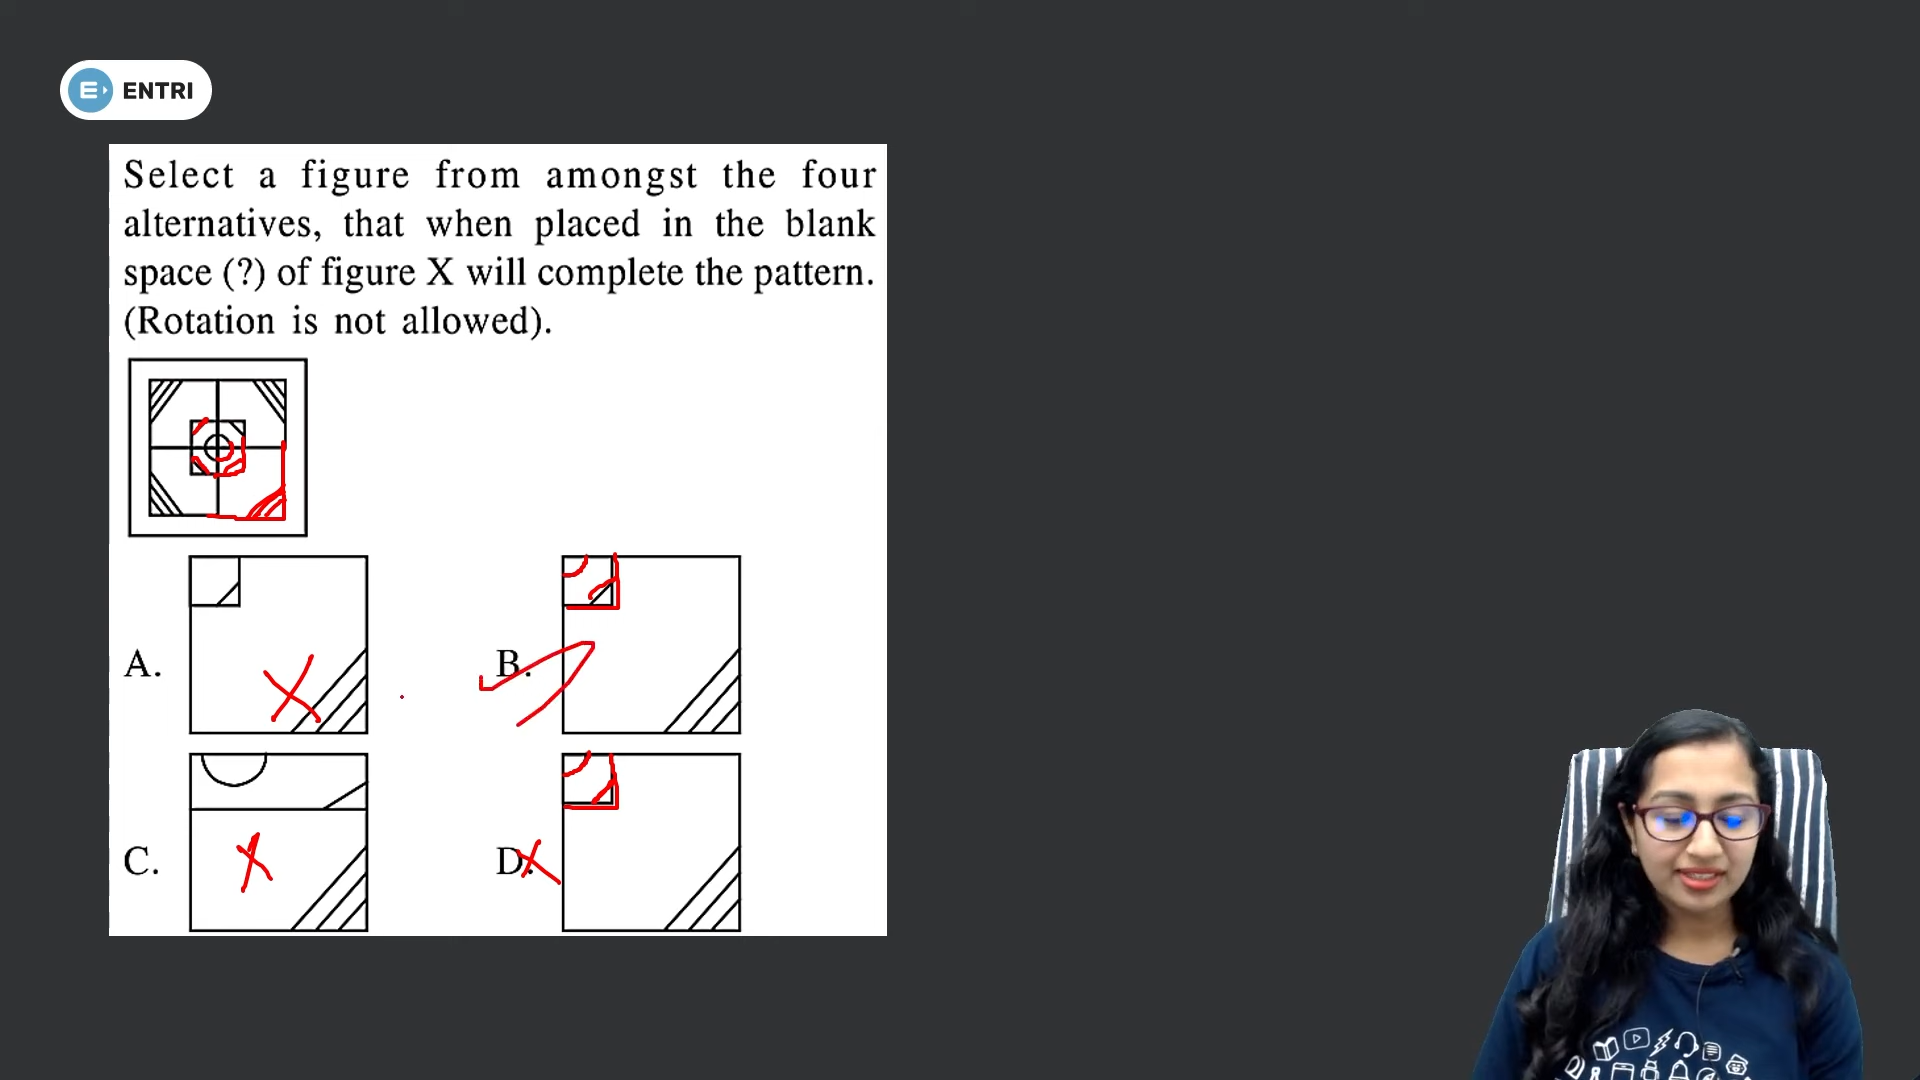 ENTRI
Select a figure from amongst the four
alternatives, that when placed in the blank
space (?) of figure X will complete the pattern.
(Rotation is not allowed).
A.
B.
C.
D.